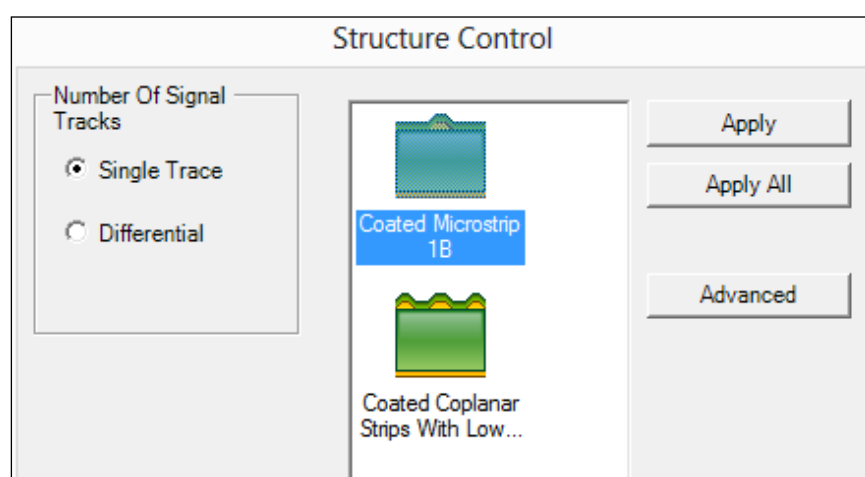 Structure Control
Number Of Signal
Tracks
Single Trace
Differential
Coated Microstrip
1B
Coated Coplanar
Strips With Low...
Apply
Apply All
Advanced